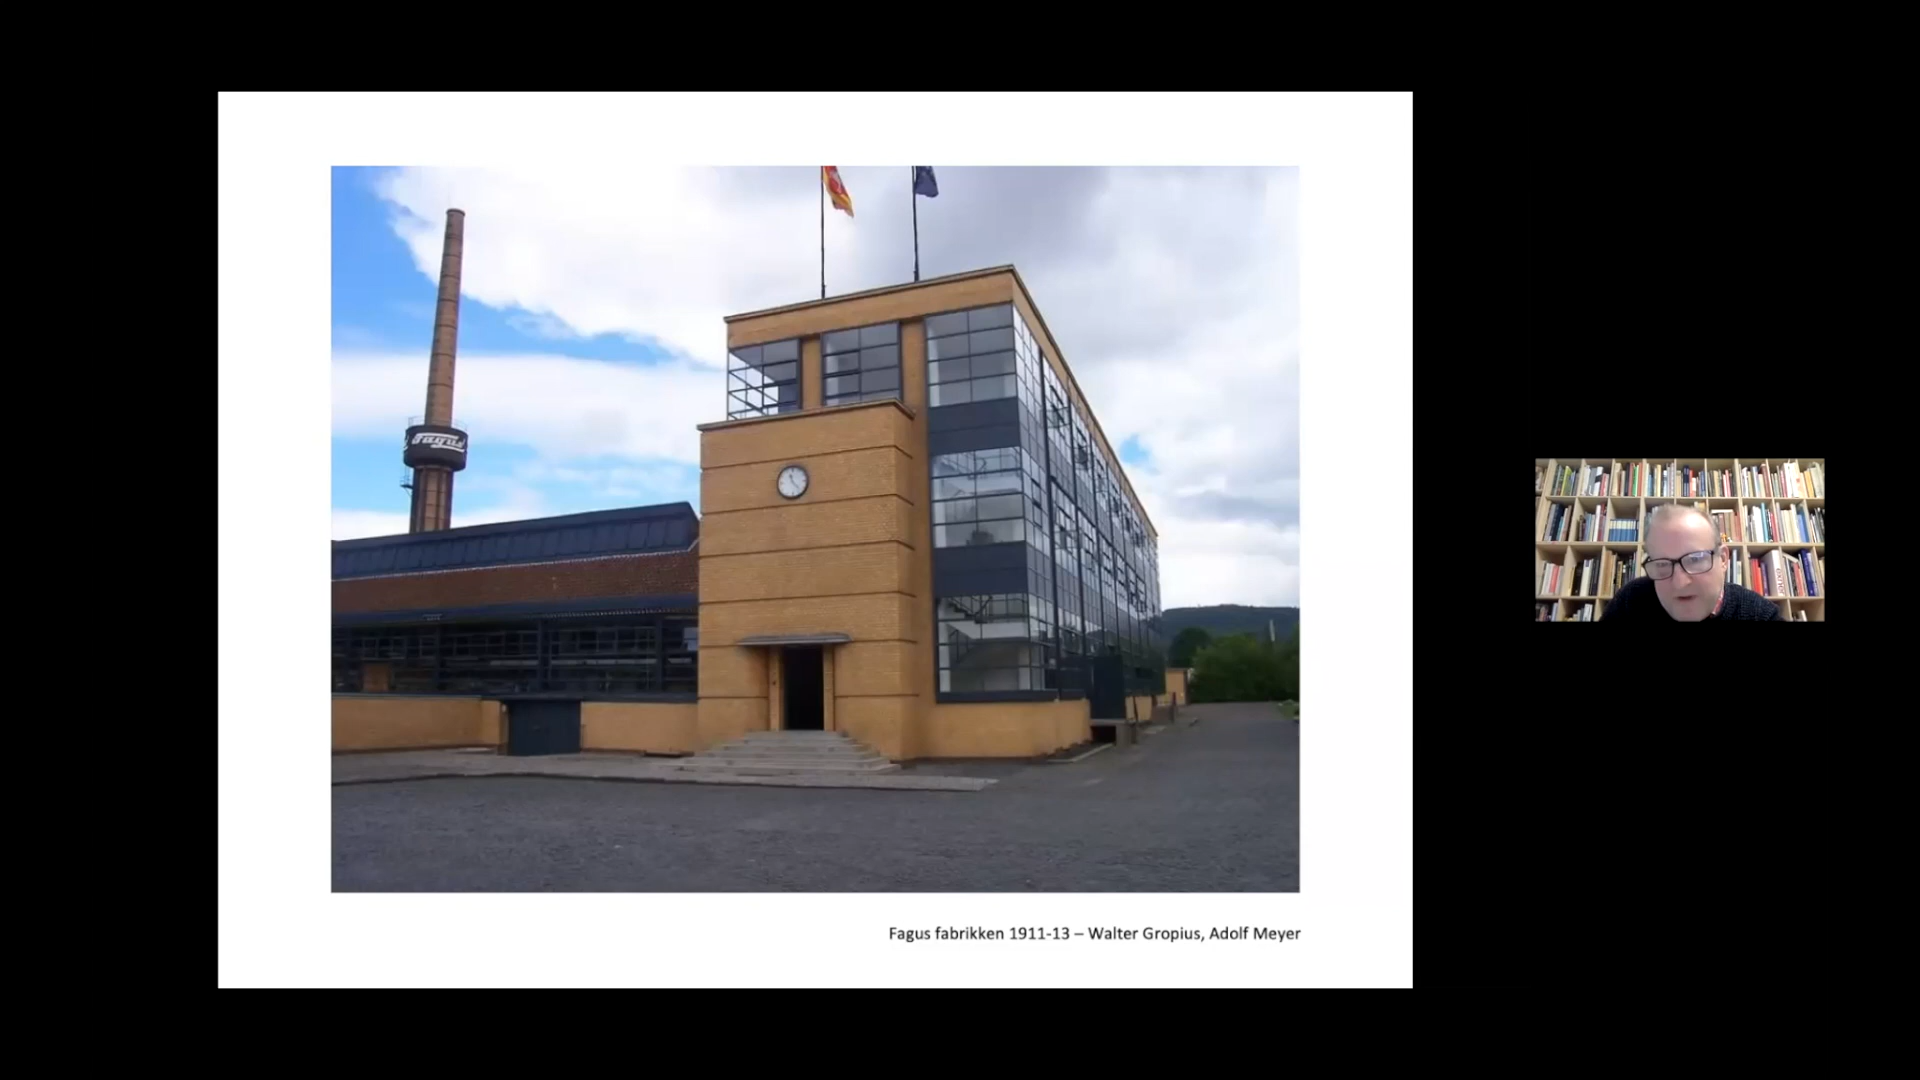 Fagus
Fagus fabrikken 1911-13 – Walter Gropius, Adolf Meyer